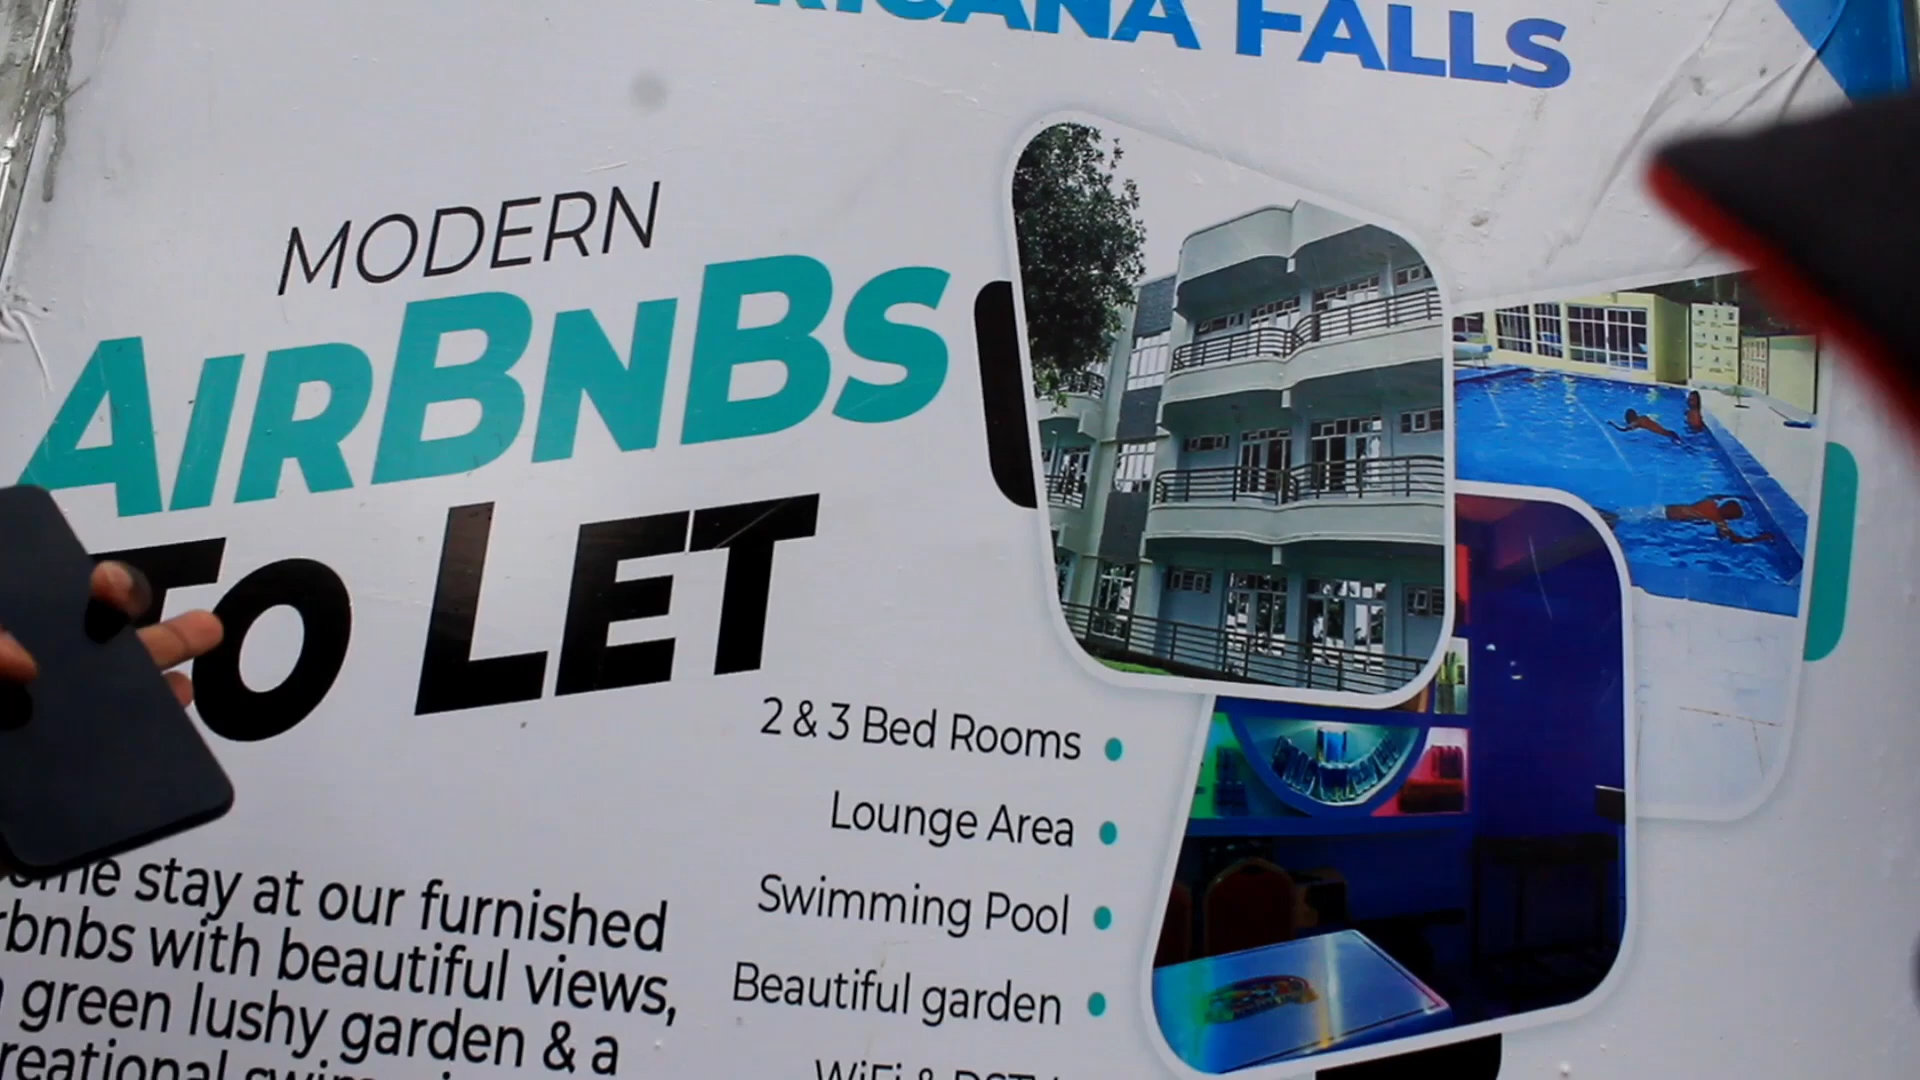 FALLS
MODERN
AIRBNBS
TO LET
2 & 3 Bed Rooms
Lounge Area
Swimming Pool
Beautiful garden
WiFi &
stay at our furnished
with beautiful views,
green lushy garden & a